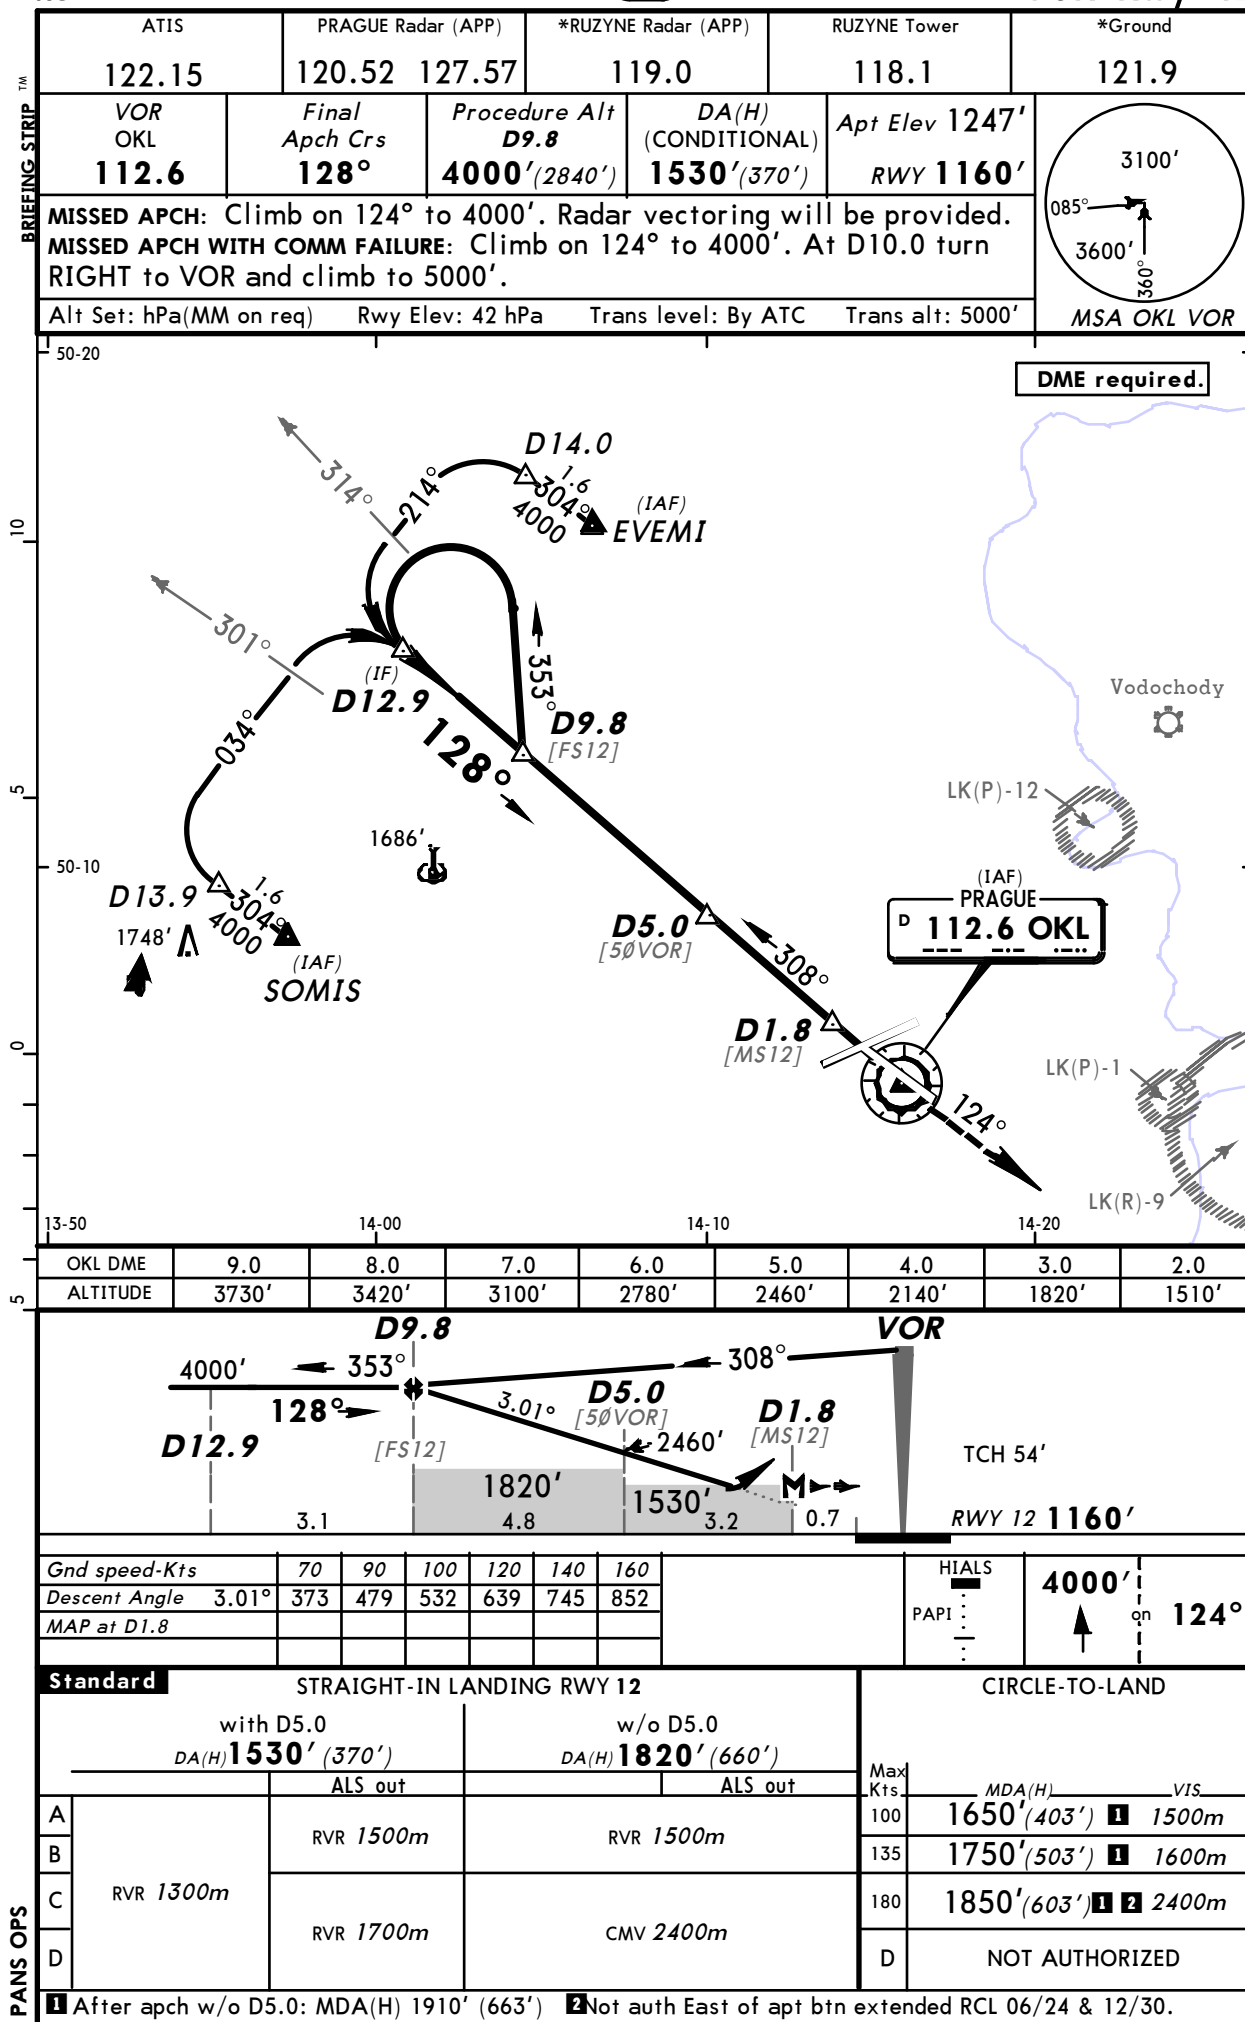 ATIS
122.15
PRAGUE Radar (APP)
120.52 127.57
*RUZYNE Radar (APP)
119.0
RUZYNE Tower
118.1
*Ground
121.9
BRIEFING STRIP TM
VOR
OKL
112.6
Final
Apch Crs
128°
Procedure Alt
D9.8
4000'(2840')
DA(H)
(CONDITIONAL)
1530'(370')
Apt Elev 1247'
RWY 1160'
MISSED APCH: Climb on 124° to 4000'. Radar vectoring will be provided.
MISSED APCH WITH COMM FAILURE: Climb on 124° to 4000'. At D10.0 turn
RIGHT to VOR and climb to 5000'.
Alt Set: hPa(MM on req) Rwy Elev: 42 hPa Trans level: By ATC Trans alt: 5000'
3100'
085°
3600'
360°
MSA OKL VOR
50-20
DME required.
D14.0
1.6
304°
4000
(IAF)
EVEMI
314°
214°
301°
(IF)
D12.9
353°
D9.8
[FS12]
128°
034°
Vodochody
LK(P)-12
1686'
50-10
D13.9
1.6
304°
4000
1748'
(IAF)
SOMIS
(IAF)
PRAGUE
D 112.6 OKL
D5.0
[5ØVOR]
308°
D1.8
[MS12]
LK(P)-1
124°
LK(R)-9
10
5
0
5
13-50
14-00
14-10
14-20
OKL DME 9.0 8.0 7.0 6.0 5.0 4.0 3.0 2.0
ALTITUDE 3730' 3420' 3100' 2780' 2460' 2140' 1820' 1510'
D9.8
VOR
4000'
353°
308°
128°
3.01°
D5.0
[5ØVOR]
D1.8
[MS12]
D12.9
[FS12]
2460'
TCH 54'
1820'
1530'
M
3.1
4.8
3.2
0.7
RWY 12 1160'
Gnd speed-Kts 70 90 100 120 140 160
Descent Angle 3.01° 373 479 532 639 745 852
MAP at D1.8
HIALS
PAPI
4000'
on
124°
Standard
STRAIGHT-IN LANDING RWY 12
CIRCLE-TO-LAND
with D5.0
DA(H) 1530' (370')
w/o D5.0
DA(H) 1820' (660')
ALS out
ALS out
Max
Kts
MDA(H) VIS
A
B
C
D
RVR 1300m
RVR 1500m
RVR 1700m
RVR 1500m
CMV 2400m
100 1650'(403') 1 1500m
135 1750'(503') 1 1600m
180 1850'(603') 1 2 2400m
D NOT AUTHORIZED
PANS OPS
1 After apch w/o D5.0: MDA(H) 1910' (663') 2 Not auth East of apt btn extended RCL 06/24 & 12/30.